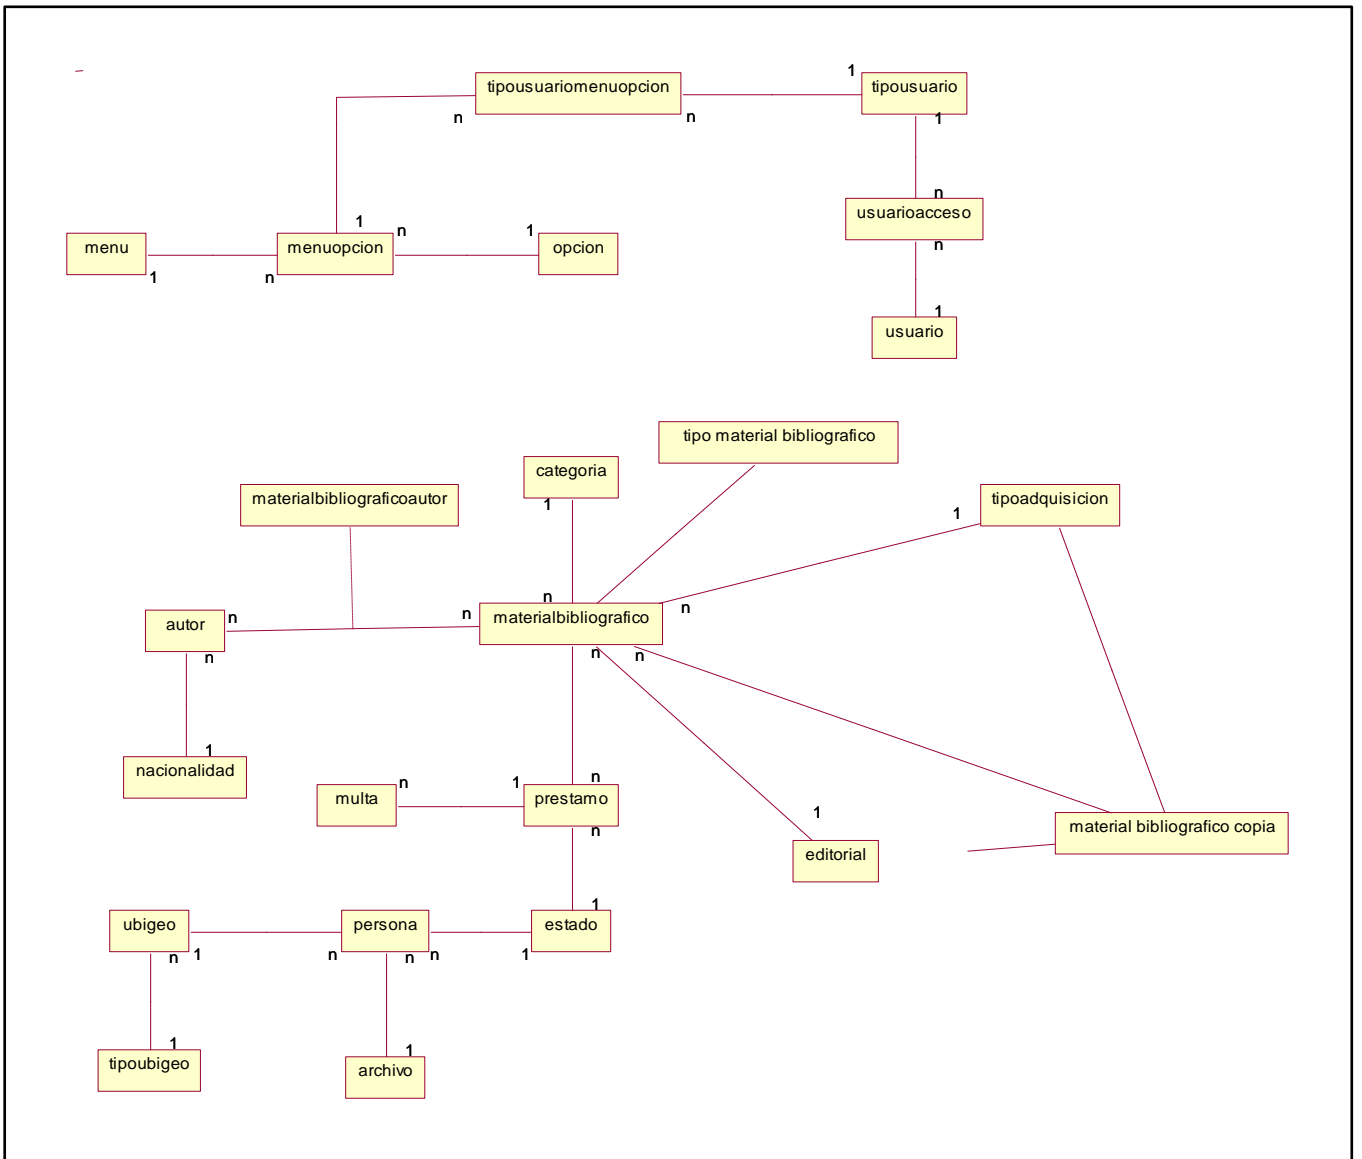 tipousuariomenuopcion
1
tipousuario
n
n
1
n
usuarioacceso
n
1
usuario
menu
1
n
menuopcion
1
n
1
opcion
tipo material bibliografico
categoria
1
materialbibliograficoautor
tipoadquisicion
1
n
n
autor
n
n
n
materialbibliografico
n
n
1
nacionalidad
multa
n
1
n
prestamo
n
1
editorial
material bibliografico copia
ubigeo
n
1
n
persona
n
n
1
1
estado
1
tipoubigeo
1
archivo